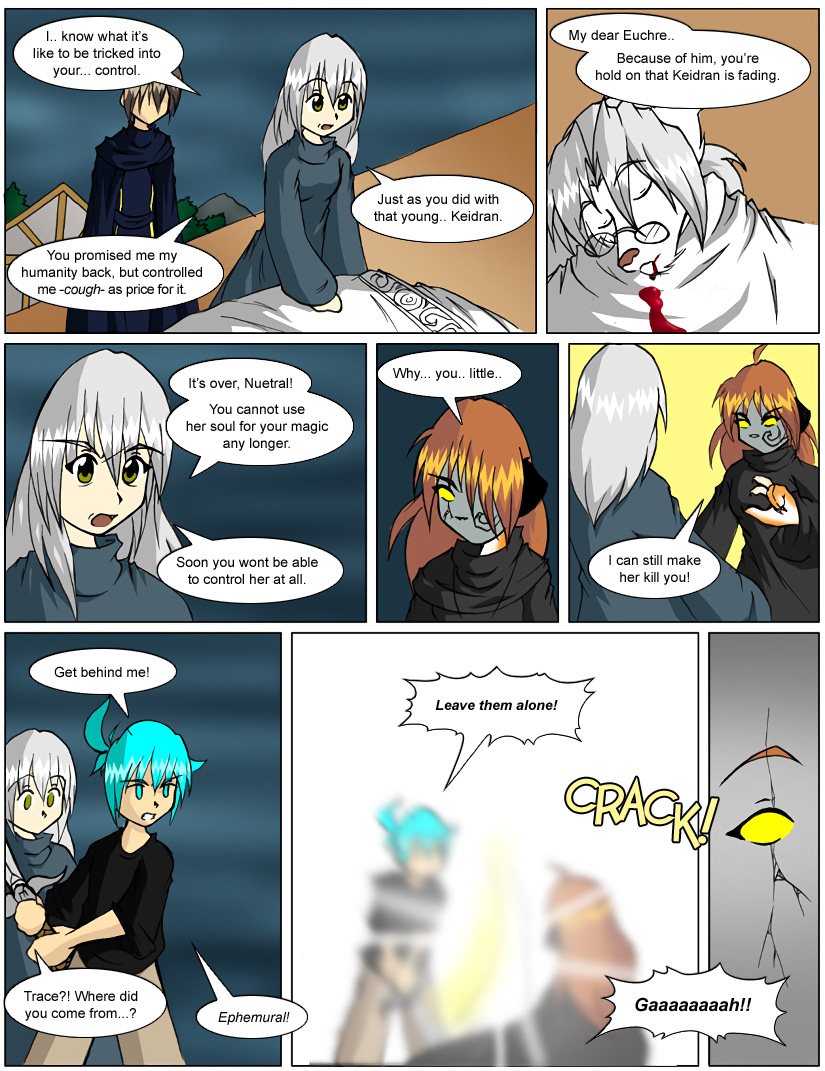 I.. know what it's
like to be tricked into
your... control.
Just as you did with
that young.. Keidran.
You promised me my
humanity back, but controlled
me -cough- as price for it.
My dear Euchre..
Because of him, you're
hold on that Keidran is fading.
It's over, Nuetral!
You cannot use
her soul for your magic
any longer.
Soon you wont be able
to control her at all.
Why... you.. little..
I can still make
her kill you!
Get behind me!
Trace?! Where did
you come from...?
Ephemural!
Leave them alone!
CRACK!
Gaaaaaaaah!!